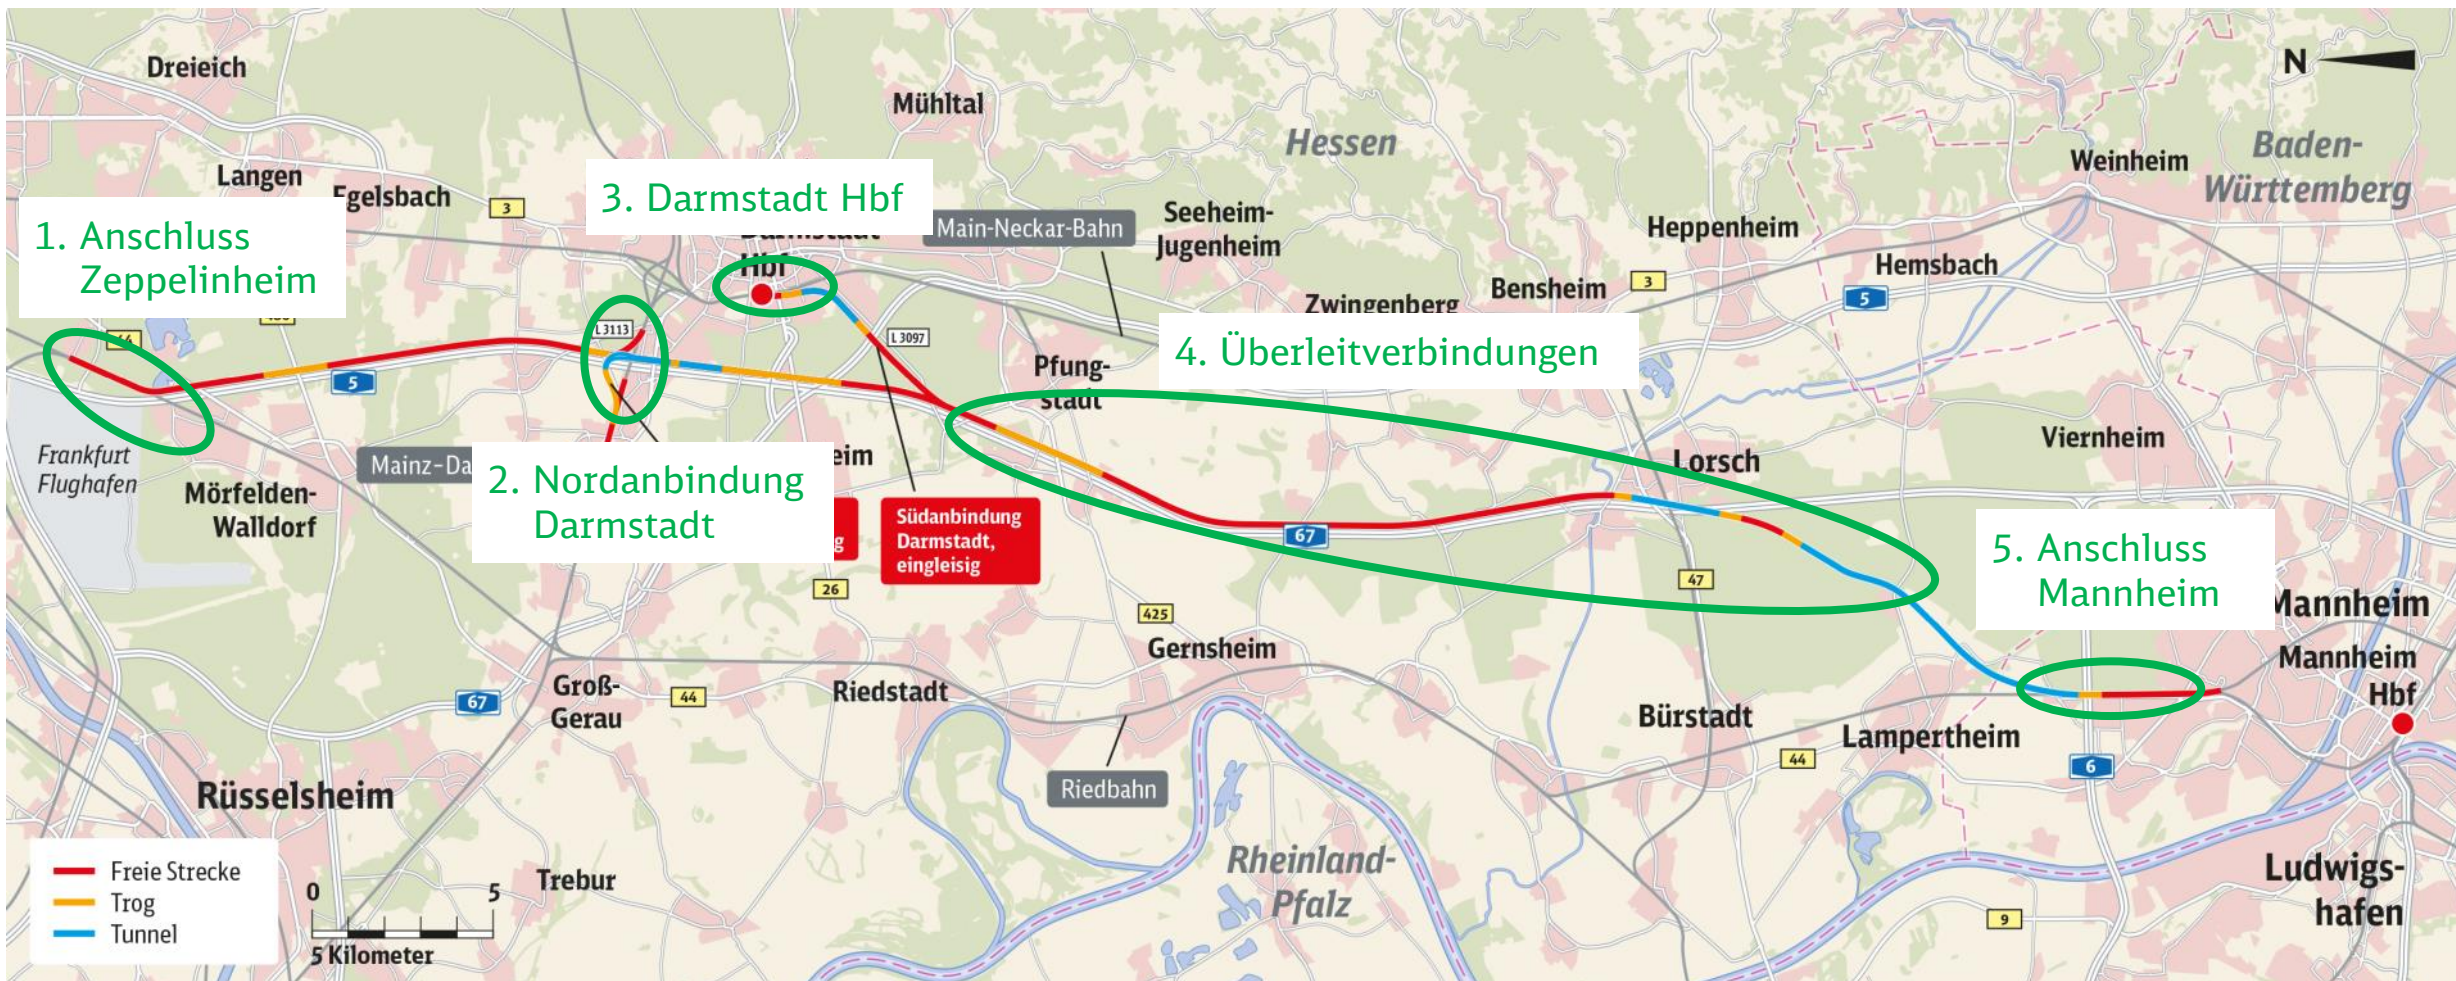 Dreieich
N
Mühltal
Hessen
Baden-
Württemberg
Weinheim
Langen
Egelsbach
3
3. Darmstadt Hbf
Darmstadt
Hbf
Main-Neckar-Bahn
Seeheim-
Jugenheim
Heppenheim
Hemsbach
1. Anschluss
Zeppelinheim
Bensheim
3
5
Zwingenberg
44
L 3113
L 3097
5
Pfung-
stadt
4. Überleitverbindungen
Frankfurt
Flughafen
Mörfelden-
Walldorf
Mainz-Da
2. Nordanbindung
Darmstadt
eim
g
Südanbindung
Darmstadt,
eingleisig
67
Lorsch
Viernheim
47
5. Anschluss
Mannheim
Mannheim
Mannheim
Hbf
26
425
Gernsheim
67
Groß-
Gerau
44
Riedstadt
Bürstadt
Lampertheim
44
6
Riedbahn
Rüsselsheim
Trebur
Rheinland-
Pfalz
9
Ludwigs-
hafen
Freie Strecke
Trog
Tunnel
0 5
5 Kilometer